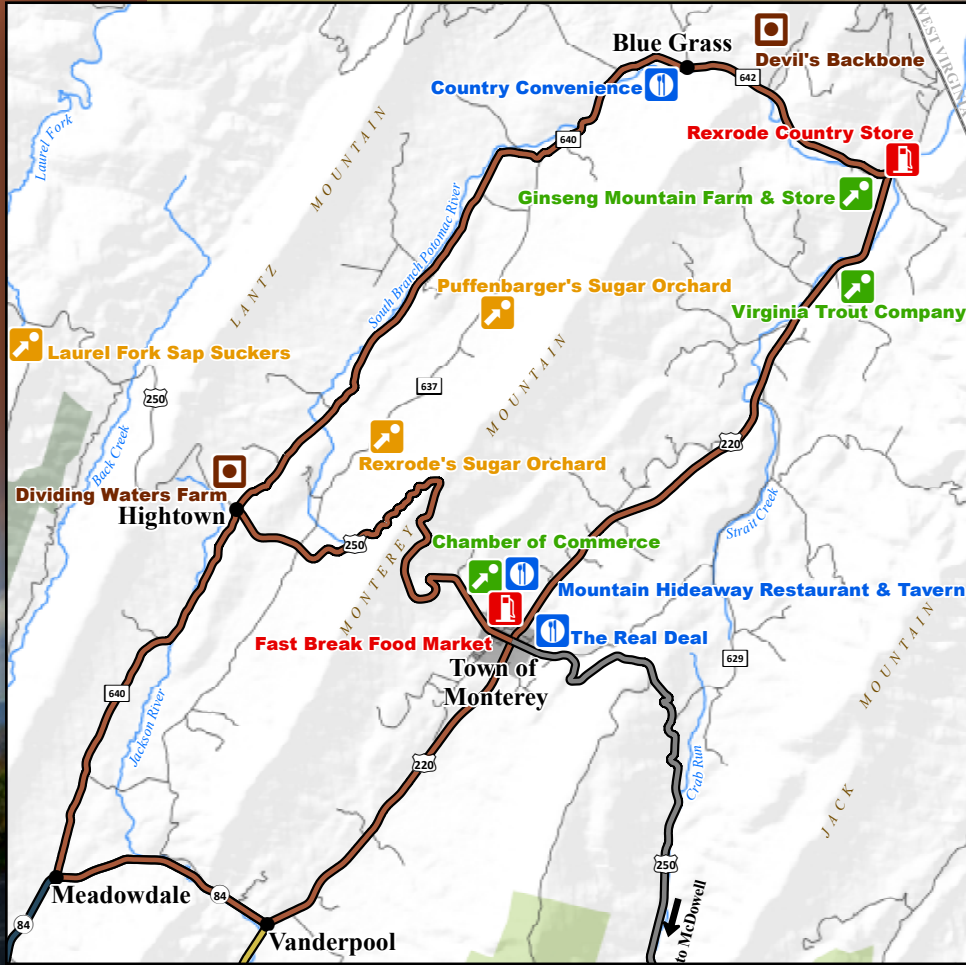 WEST VIRGINIA
Blue Grass
Devil's Backbone
642
Country Convenience
Laurel Fork
Rexrode Country Store
640
MOUNTAIN
Ginseng Mountain Farm & Store
South Branch Potomac River
LANTZ
Puffenbarger's Sugar Orchard
Virginia Trout Company
Laurel Fork Sap Suckers
MOUNTAIN
637
250
220
Back Creek
Rexrode's Sugar Orchard
Dividing Waters Farm
Hightown
Strait Creek
250
Chamber of Commerce
MONTEREY
Mountain Hideaway Restaurant & Tavern
Fast Break Food Market
The Real Deal
Town of
Monterey
629
MOUNTAIN
640
Jackson River
220
Crab Run
JACK
250
Meadowdale
84
84
to McDowell
Vanderpool